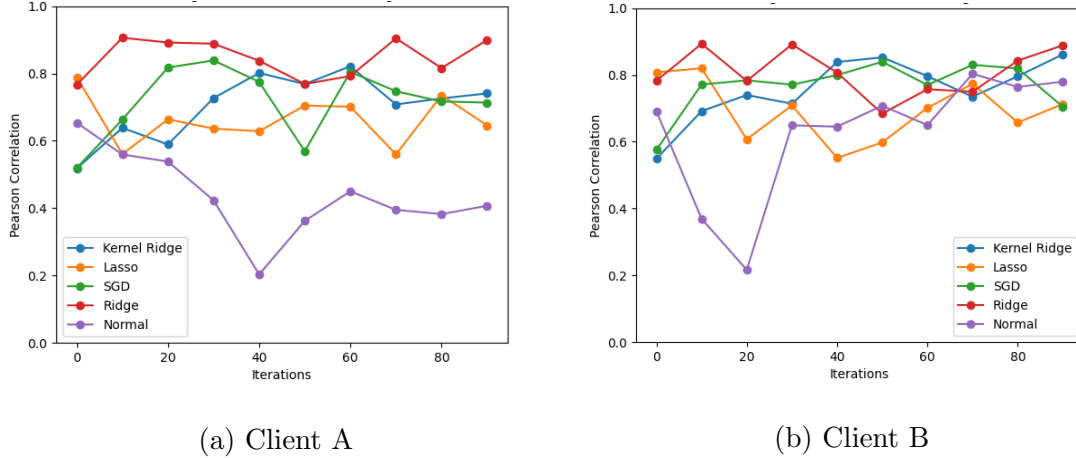 1.0
0.8
0.6
0.4
0.2
0.0
Pearson Correlation
Kernel Ridge
Lasso
SGD
Ridge
Normal
0 20 40 60 80
Iterations
(a) Client A
1.0
0.8
0.6
0.4
0.2
0.0
Pearson Correlation
Kernel Ridge
Lasso
SGD
Ridge
Normal
0 20 40 60 80
Iterations
(b) Client B